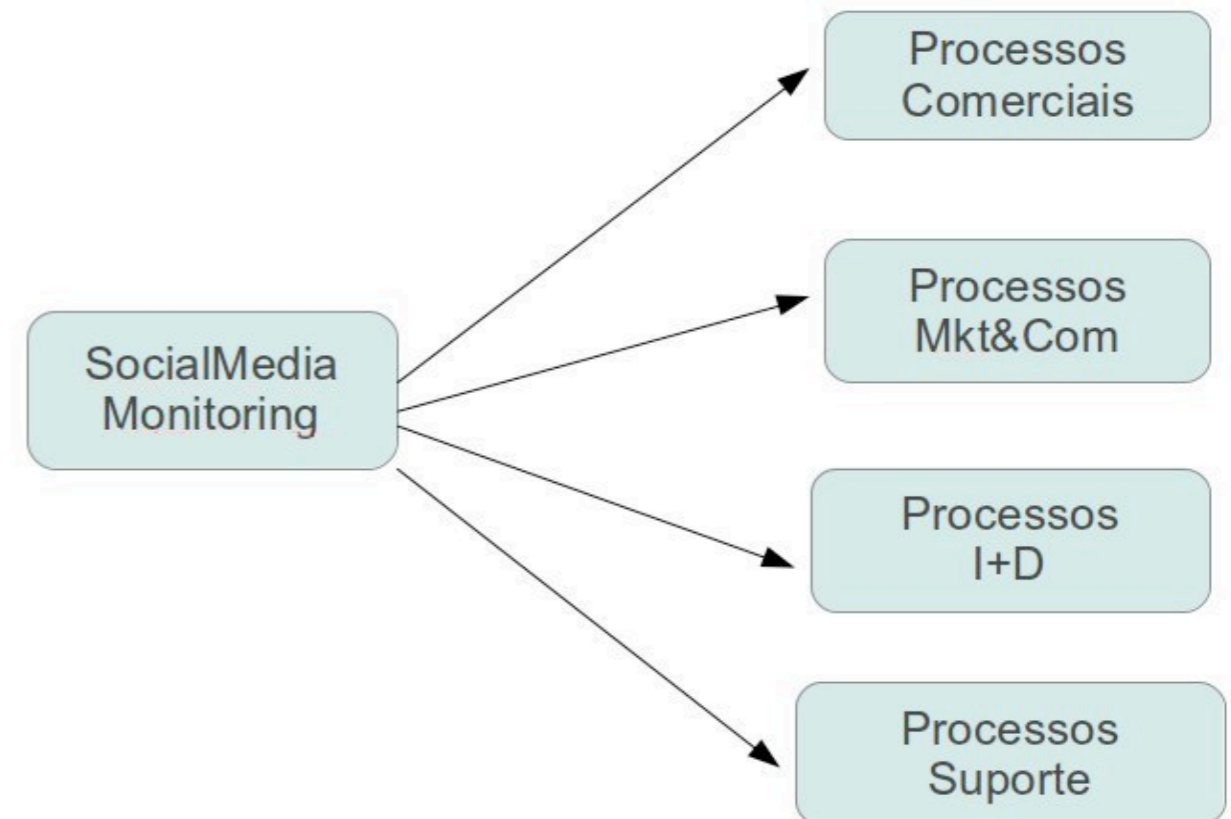 SocialMedia
Monitoring
Processos
Comerciais
Processos
Mkt&Com
Processos
I+D
Processos
Suporte